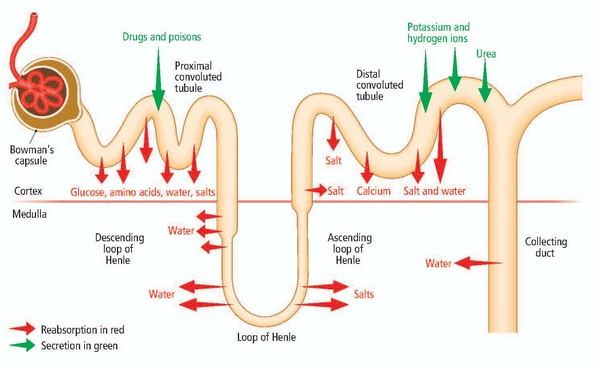 Drugs and poisons
Potassium and
hydrogen ions
Urea
Proximal
convoluted
tubule
Distal
convoluted
tubule
Bowman's
capsule
Salt
Cortex
Glucose, amino acids, water, salts
Salt
Calcium
Salt and water
Medulla
Water
Descending
loop of
Henle
Ascending
loop of
Henle
Collecting
duct
Water
Water
Salts
Reabsorption in red
Secretion in green
Loop of Henle